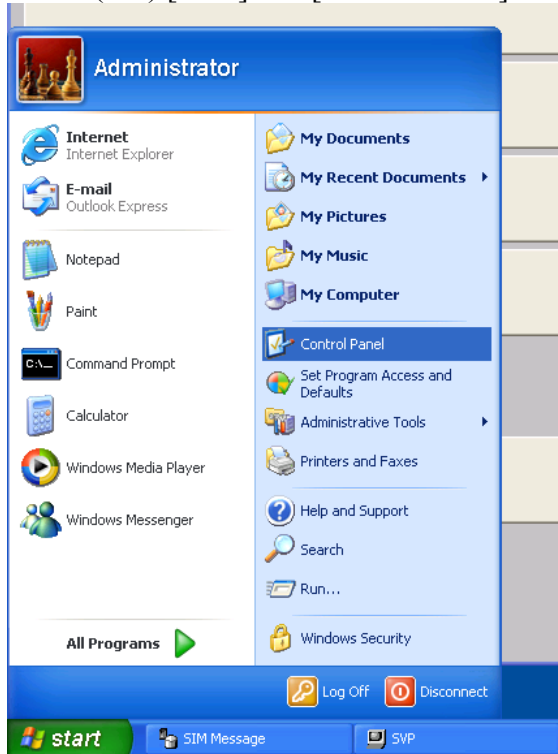 Administrator
Internet
Internet Explorer
E-mail
Outlook Express
Notepad
Paint
C:\_
Command Prompt
Calculator
Windows Media Player
Windows Messenger
All Programs
My Documents
My Recent Documents
My Pictures
My Music
My Computer
Control Panel
Set Program Access and
Defaults
Administrative Tools
Printers and Faxes
Help and Support
Search
Run...
Windows Security
Log Off
Disconnect
start
SIM Message
SVP